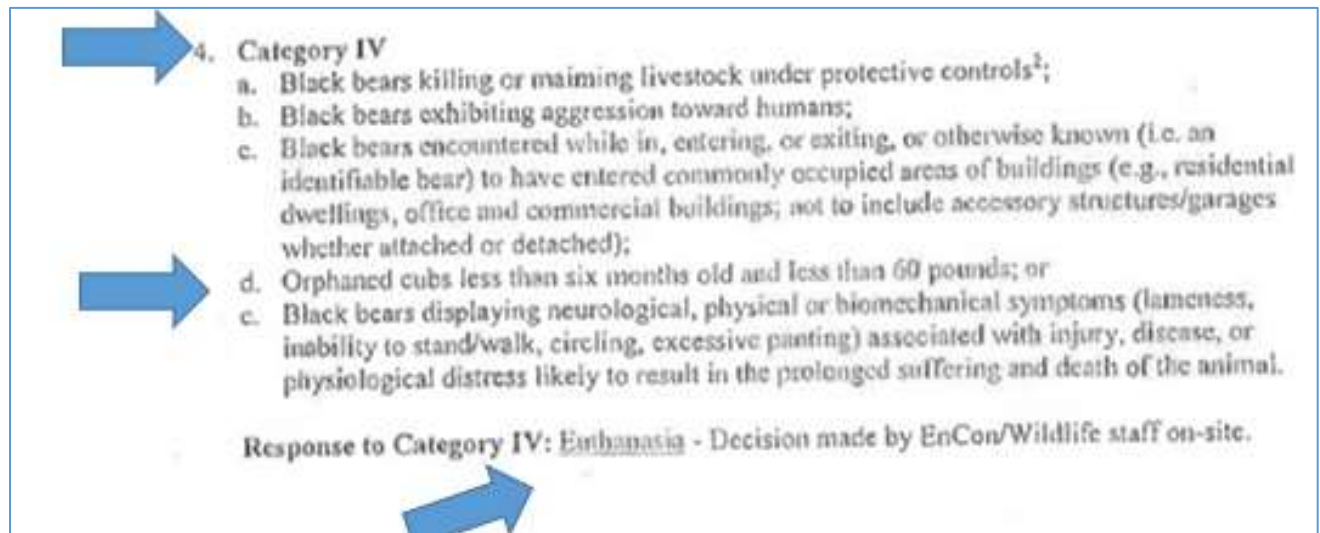 4. Category IV
a. Black bears killing or maiming livestock under protective controls²;
b. Black bears exhibiting aggression toward humans;
c. Black bears encountered while in, entering, or exiting, or otherwise known (i.e. an
identifiable bear) to have entered commonly occupied areas of buildings (e.g., residential
dwellings, office and commercial buildings; not to include accessory structures/garages
whether attached or detached);
d. Orphaned cubs less than six months old and less than 60 pounds; or
e. Black bears displaying neurological, physical or biomechanical symptoms (lameness,
inability to stand/walk, circling, excessive panting) associated with injury, disease, or
physiological distress likely to result in the prolonged suffering and death of the animal.
Response to Category IV: Euthanasia - Decision made by EnCon/Wildlife staff on-site.